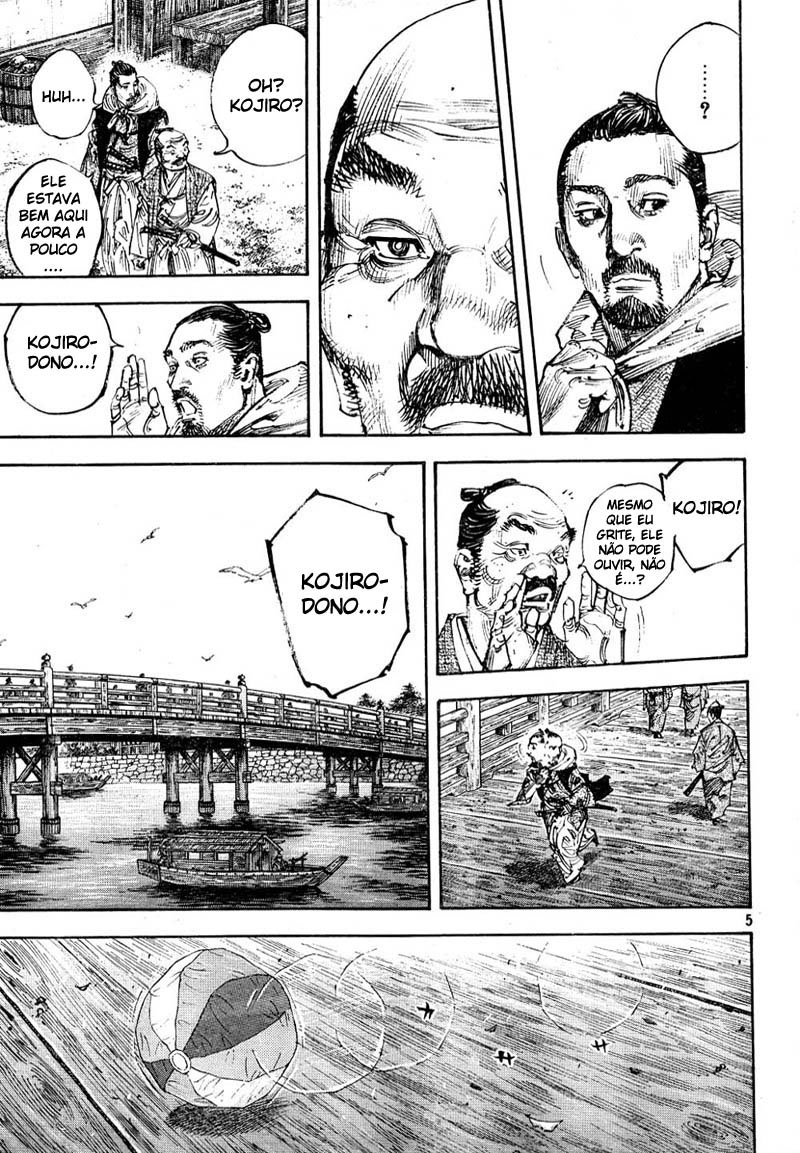 ......
?
OH?
KOJIRO?
HUH...
ELE
ESTAVA
BEM AQUI
AGORA A
POUCO
....
KOJIRO-
DONO...!
KOJIRO!
MESMO
QUE EU
GRITE, ELE
NÃO PODE
OUVIR, NÃO
É...?
KOJIRO-
DONO...!
5